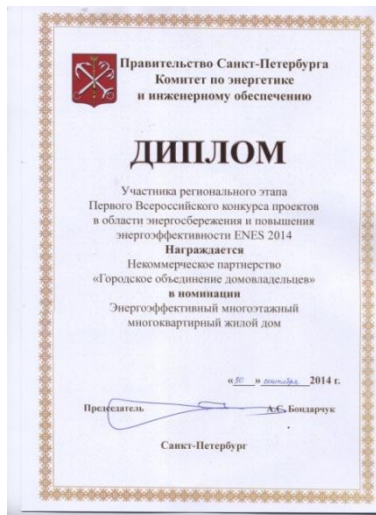 Правительство Санкт-Петербурга
Комитет по энергетике
и инженерному обеспечению
ДИПЛОМ
Участника регионального этапа
Первого Всероссийского конкурса проектов
в области энергосбережения и повышения
энергоэффективности ENES 2014
Награждается
Некоммерческое партнерство
«Городское объединение домовладельцев»
в номинации
Энергоэффективный многоэтажный
многоквартирный жилой дом
«30» сентября 2014 г.
Председатель А.С. Бондарчук
Санкт-Петербург